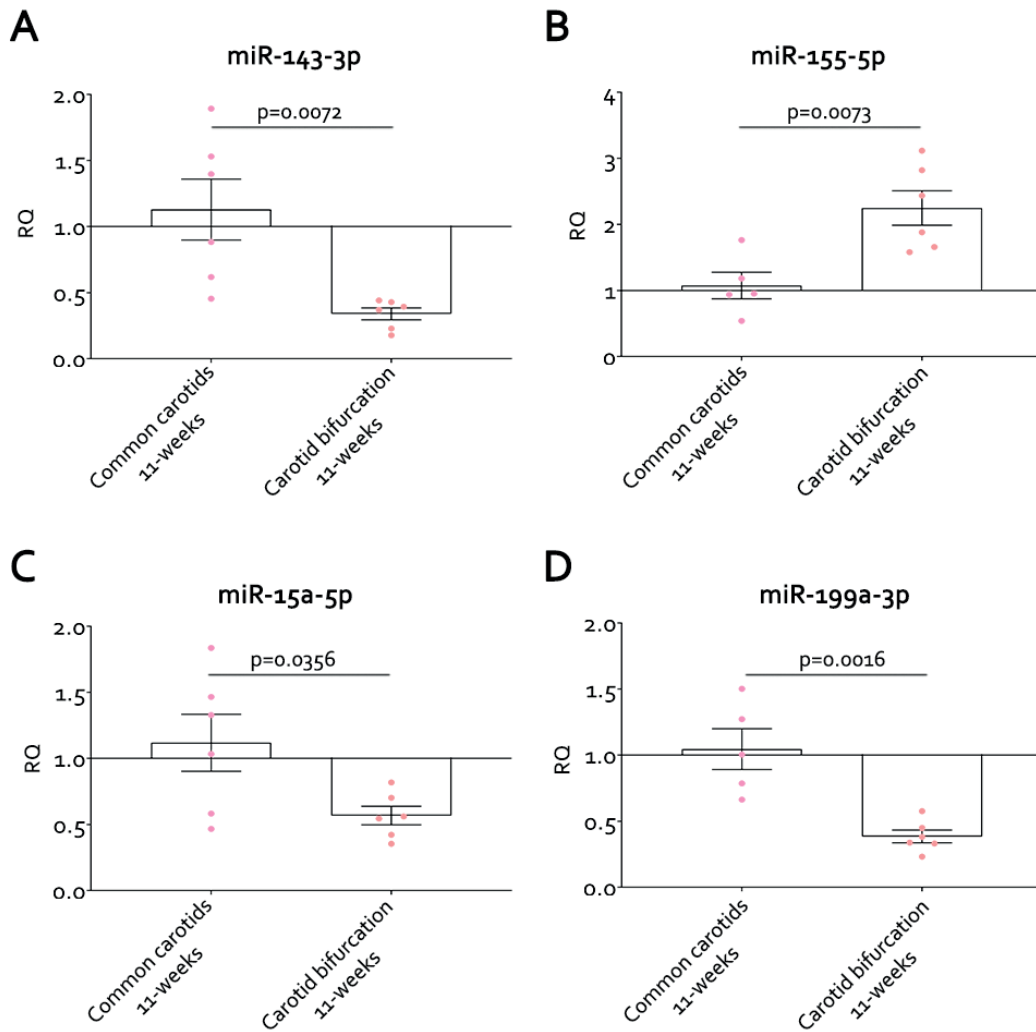 A
miR-143-3p
2.0
1.5
1.0
0.5
0.0
RQ
p=0.0072
Common carotids
11-weeks
Carotid bifurcation
11-weeks
B
miR-155-5p
4
3
2
1
0
RQ
p=0.0073
Common carotids
11-weeks
Carotid bifurcation
11-weeks
C
miR-15a-5p
2.0
1.5
1.0
0.5
0.0
RQ
p=0.0356
Common carotids
11-weeks
Carotid bifurcation
11-weeks
D
miR-199a-3p
2.0
1.5
1.0
0.5
0.0
RQ
p=0.0016
Common carotids
11-weeks
Carotid bifurcation
11-weeks